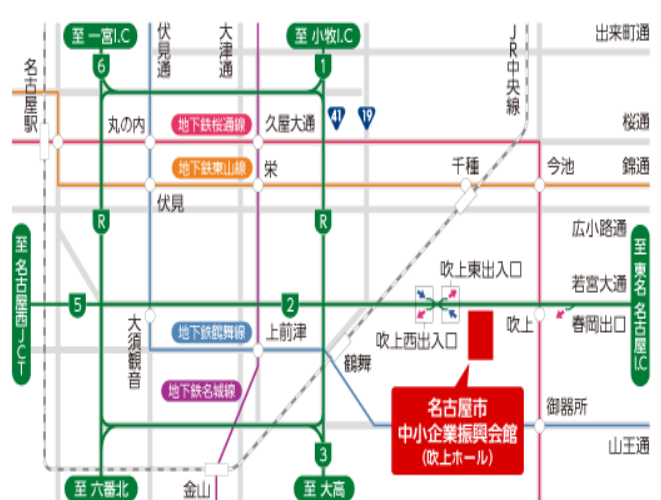 至 一宮I.C
伏見通
大津通
至 小牧I.C
JR中央線
出来町通
6
1
名古屋駅
丸の内
地下鉄桜通線
久屋大通
41
19
桜通
地下鉄東山線
栄
千種
今池
錦通
伏見
R
R
広小路通
至 名古屋西JCT
吹上東出入口
若宮大通
至 東名 名古屋I.C
5
2
大須観音
地下鉄鶴舞線
上前津
吹上西出入口
吹上
春岡出口
鶴舞
地下鉄名城線
名古屋市
中小企業振興会館
(吹上ホール)
御器所
山王通
3
至 六番北
金山
至 大高